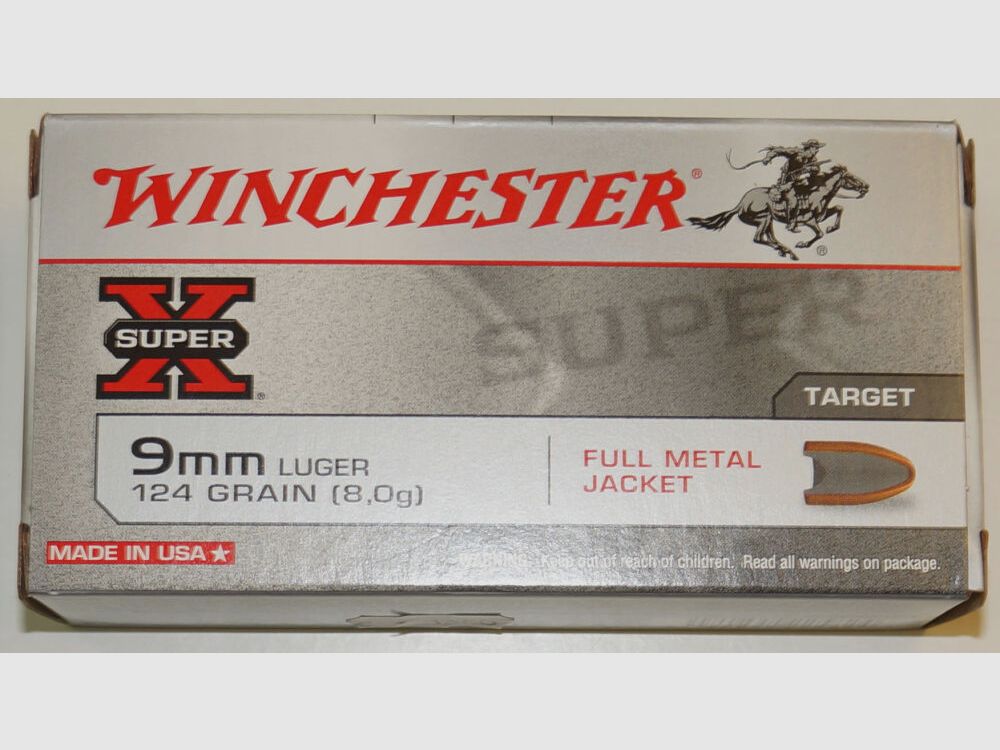 WINCHESTER®
®
SUPER
X
SUPER
®
TARGET
9mm LUGER
124 GRAIN (8,0g)
FULL METAL
JACKET
MADE IN USA
WARNING: Keep out of reach of children. Read all warnings on package.